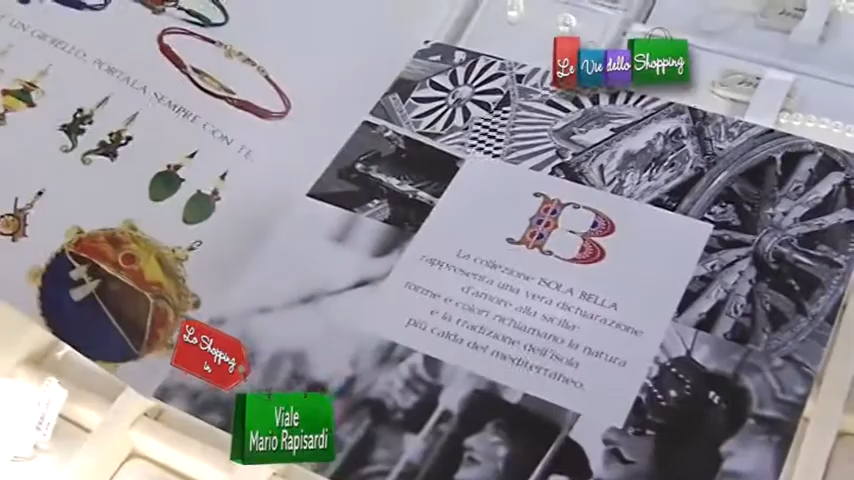 Le Vie dello Shopping
UN GIOIELLO, PORTALA SEMPRE CON TE.
B
La collezione ISOLA BELLA
rappresenta una vera dichiarazione
d'amore alla sicilia:
forme e colori richiamano la natura
e la tradizione dell'isola
più calda del mediterraneo.
Lo Shopping
in
Viale
Mario Rapisardi